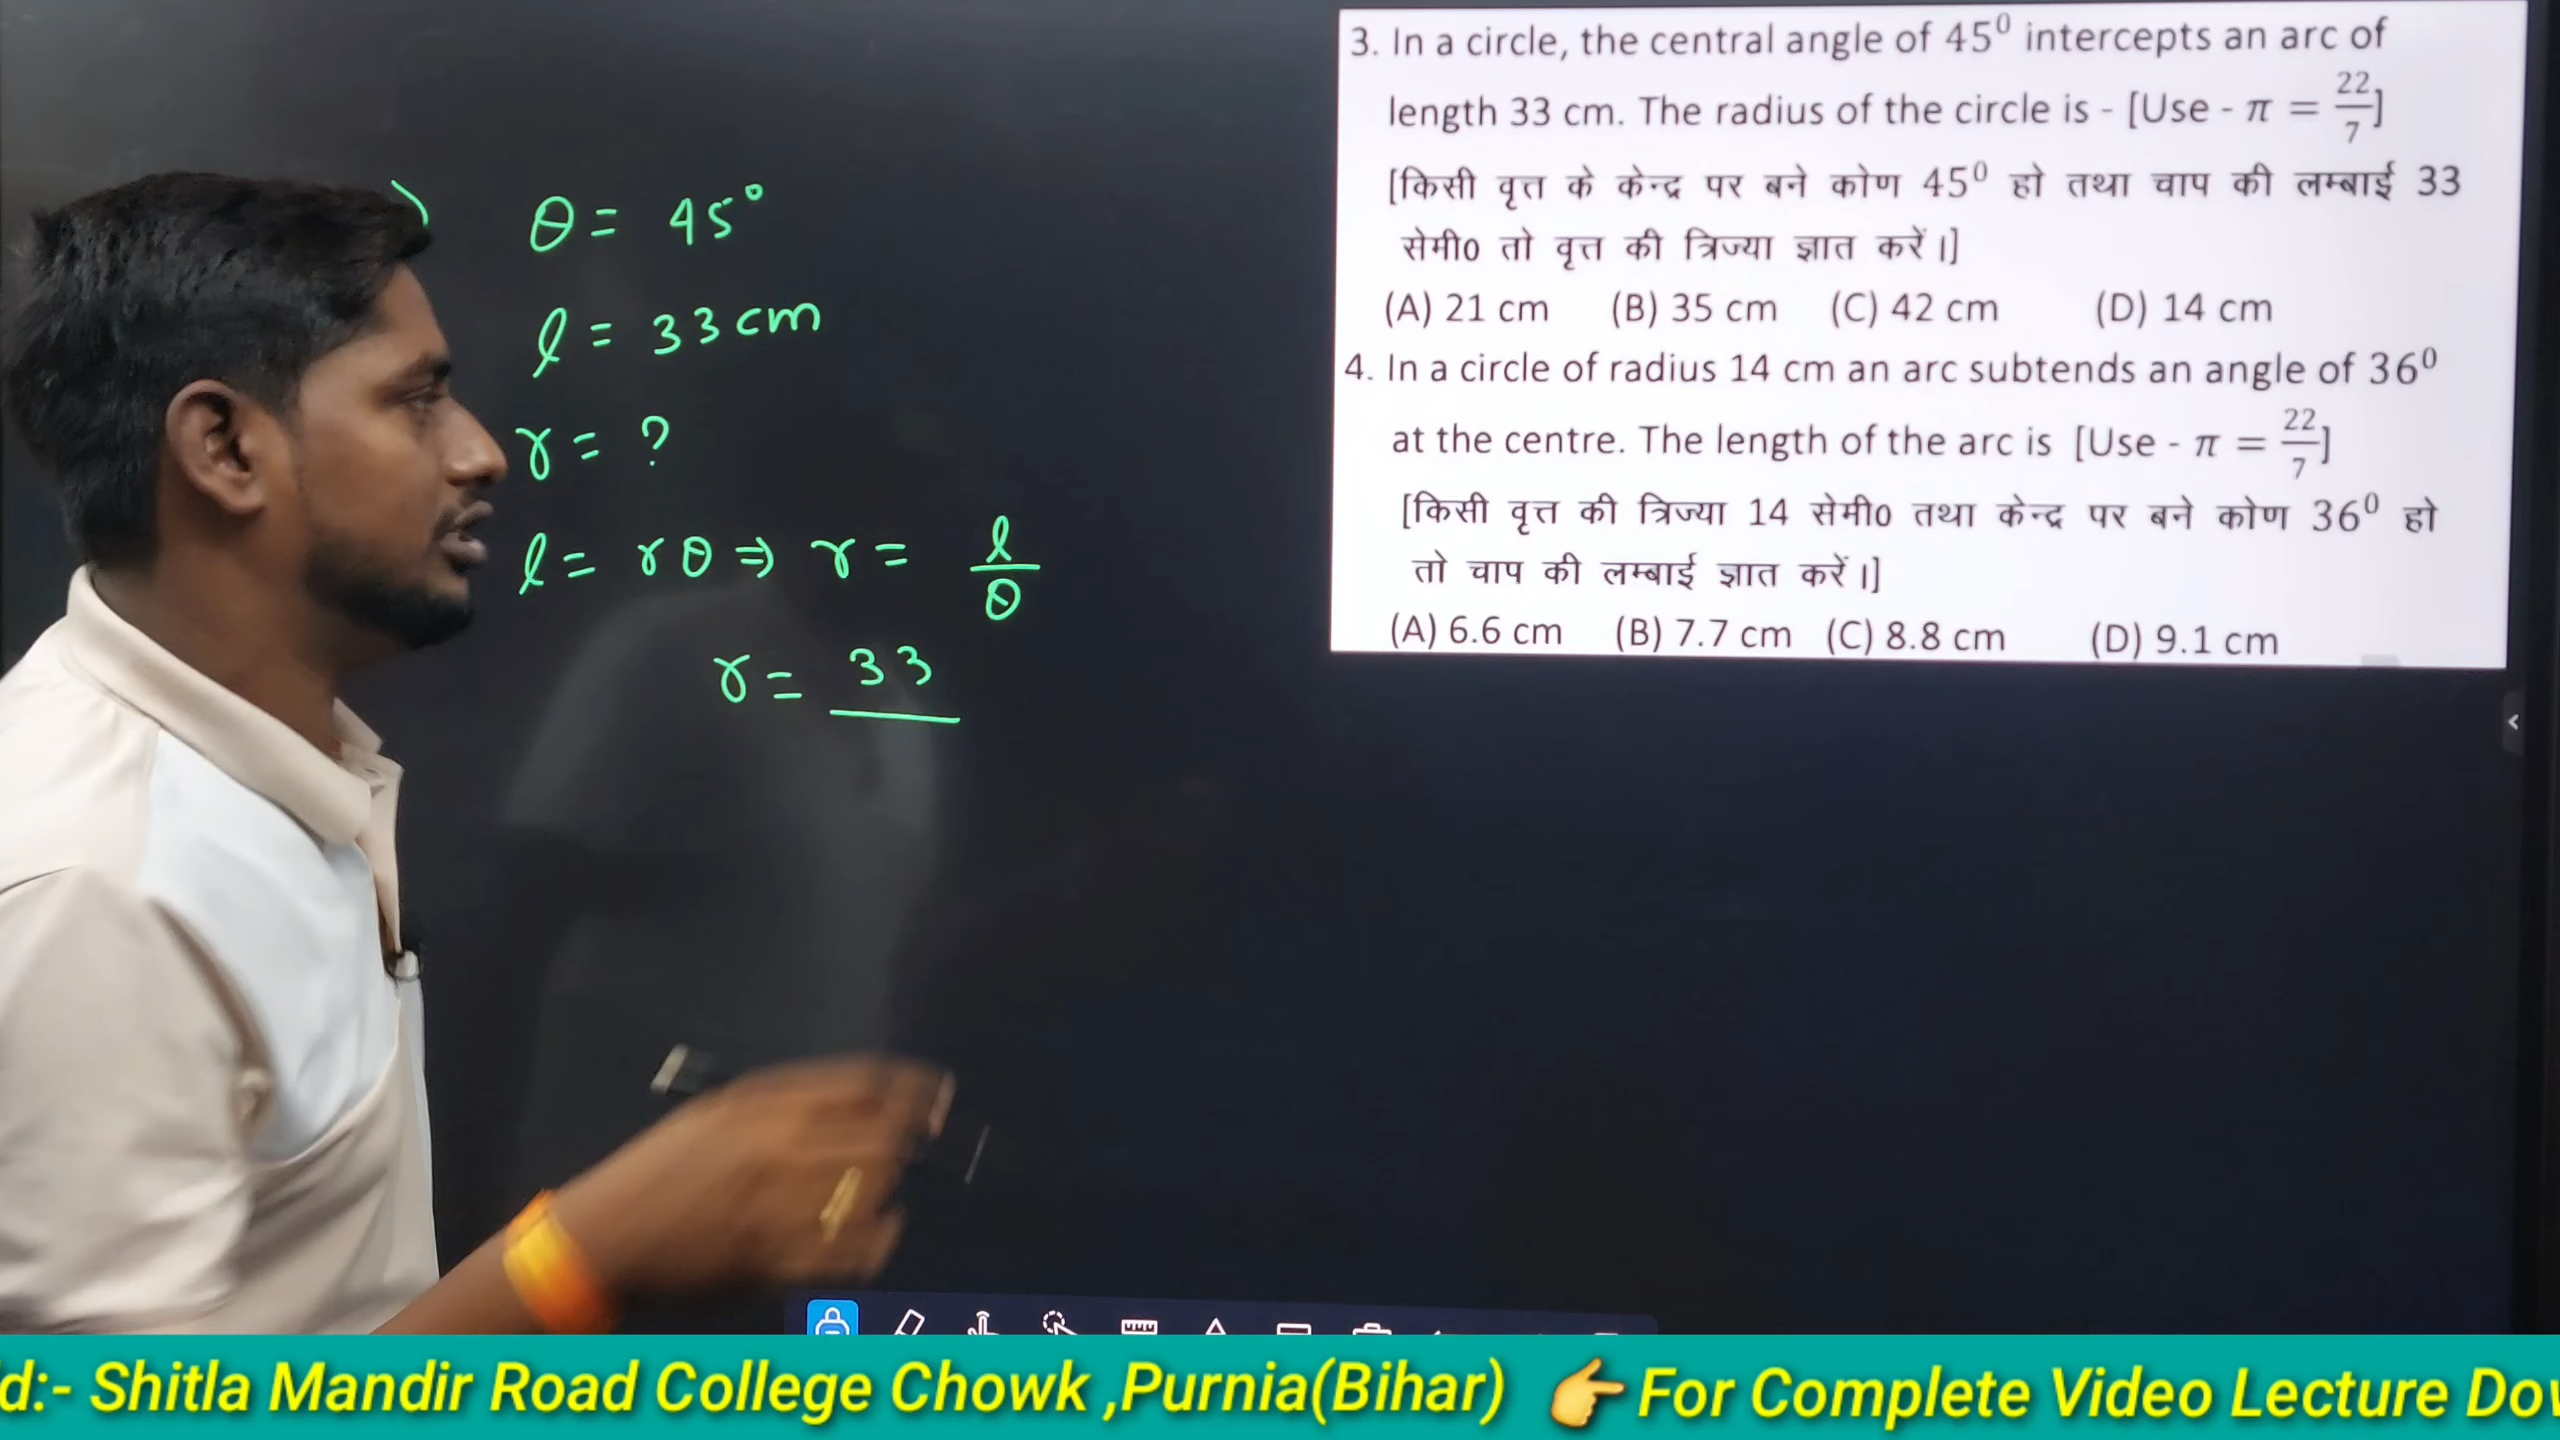 θ = 45°
l = 33 cm
r = ?
l = rθ ⇒ r = l/θ
r = 33
3. In a circle, the central angle of 45⁰ intercepts an arc of
length 33 cm. The radius of the circle is - [Use - π = 22/7]
[किसी वृत्त के केन्द्र पर बने कोण 45⁰ हो तथा चाप की लम्बाई 33
सेमी० तो वृत्त की त्रिज्या ज्ञात करें।]
(A) 21 cm (B) 35 cm (C) 42 cm (D) 14 cm
4. In a circle of radius 14 cm an arc subtends an angle of 36⁰
at the centre. The length of the arc is [Use - π = 22/7]
[किसी वृत्त की त्रिज्या 14 सेमी० तथा केन्द्र पर बने कोण 36⁰ हो
तो चाप की लम्बाई ज्ञात करें।]
(A) 6.6 cm (B) 7.7 cm (C) 8.8 cm (D) 9.1 cm
d:- Shitla Mandir Road College Chowk ,Purnia(Bihar) 👉 For Complete Video Lecture